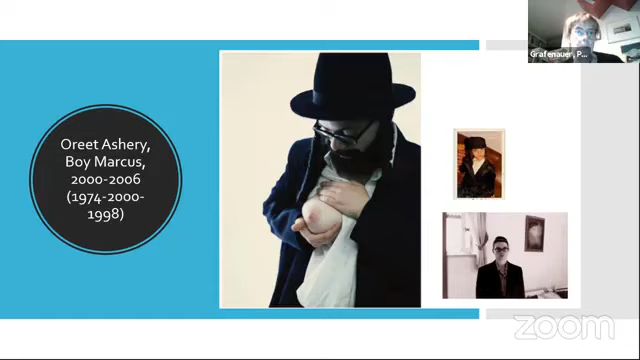 Oreet Ashery,
Boy Marcus,
2000-2006
(1974-2000-
1998)
Grafenauer, P...
zoom